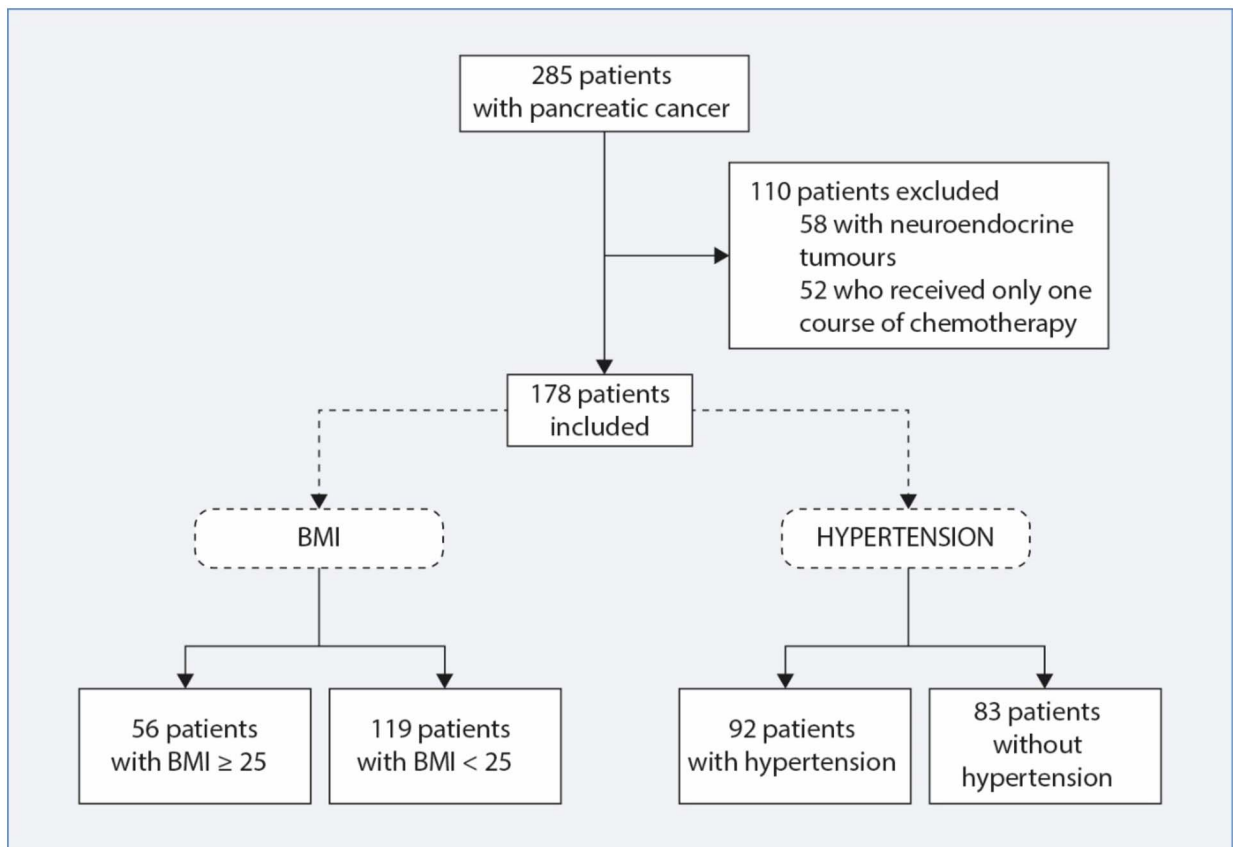 285 patients
with pancreatic cancer
110 patients excluded
58 with neuroendocrine
tumours
52 who received only one
course of chemotherapy
178 patients
included
BMI
HYPERTENSION
56 patients
with BMI ≥ 25
119 patients
with BMI < 25
92 patients
with hypertension
83 patients
without
hypertension